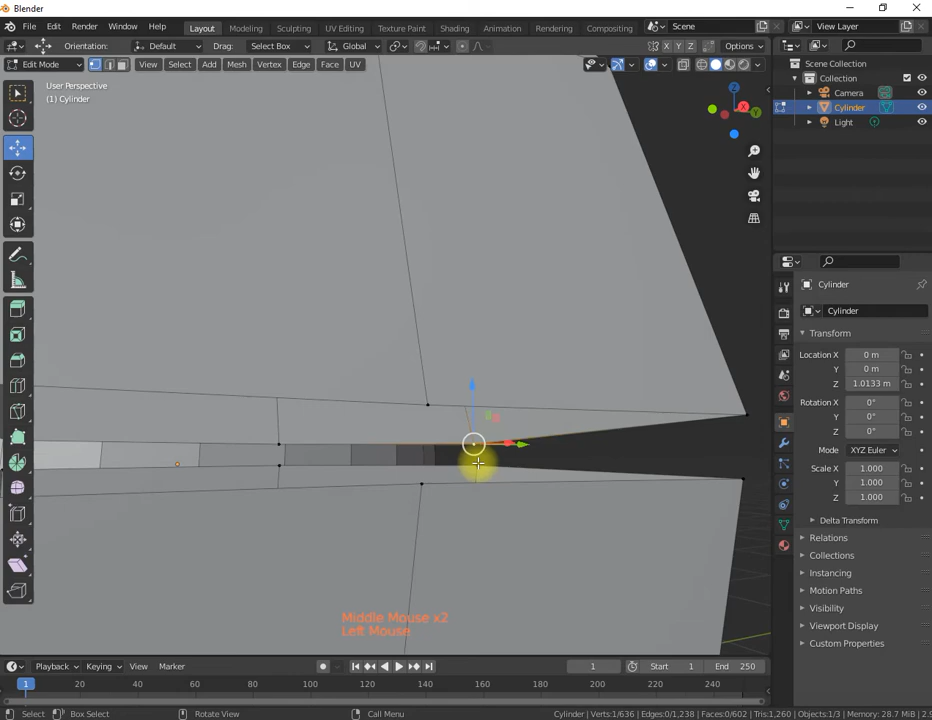 Blender
File Edit Render Window Help Layout Modeling Sculpting UV Editing Texture Paint Shading Animation Rendering Compositing Scene View Layer
Orientation: Default Drag: Select Box Global X Y Z Options
Edit Mode View Select Add Mesh Vertex Edge Face UV
User Perspective
(1) Cylinder
Z
X
Y
Scene Collection
Collection
Camera
Cylinder
Light
Cylinder
Cylinder
Transform
Location X 0 m
Y 0 m
Z 1.0133 m
Rotation X 0°
Y 0°
Z 0°
Mode XYZ Euler
Scale X 1.000
Y 1.000
Z 1.000
Delta Transform
Relations
Collections
Instancing
Motion Paths
Visibility
Viewport Display
Custom Properties
Middle Mouse x2
Left Mouse
Playback Keying View Marker 1 Start 1 End 250
1 20 40 60 80 100 120 140 160 180 200 220 240
Select Box Select Rotate View Call Menu Cylinder | Verts:1/636 | Edges:0/1,238 | Faces:0/602 | Tris:1,260 | Objects:1/3 | Memory: 28.7 MiB | 2.9